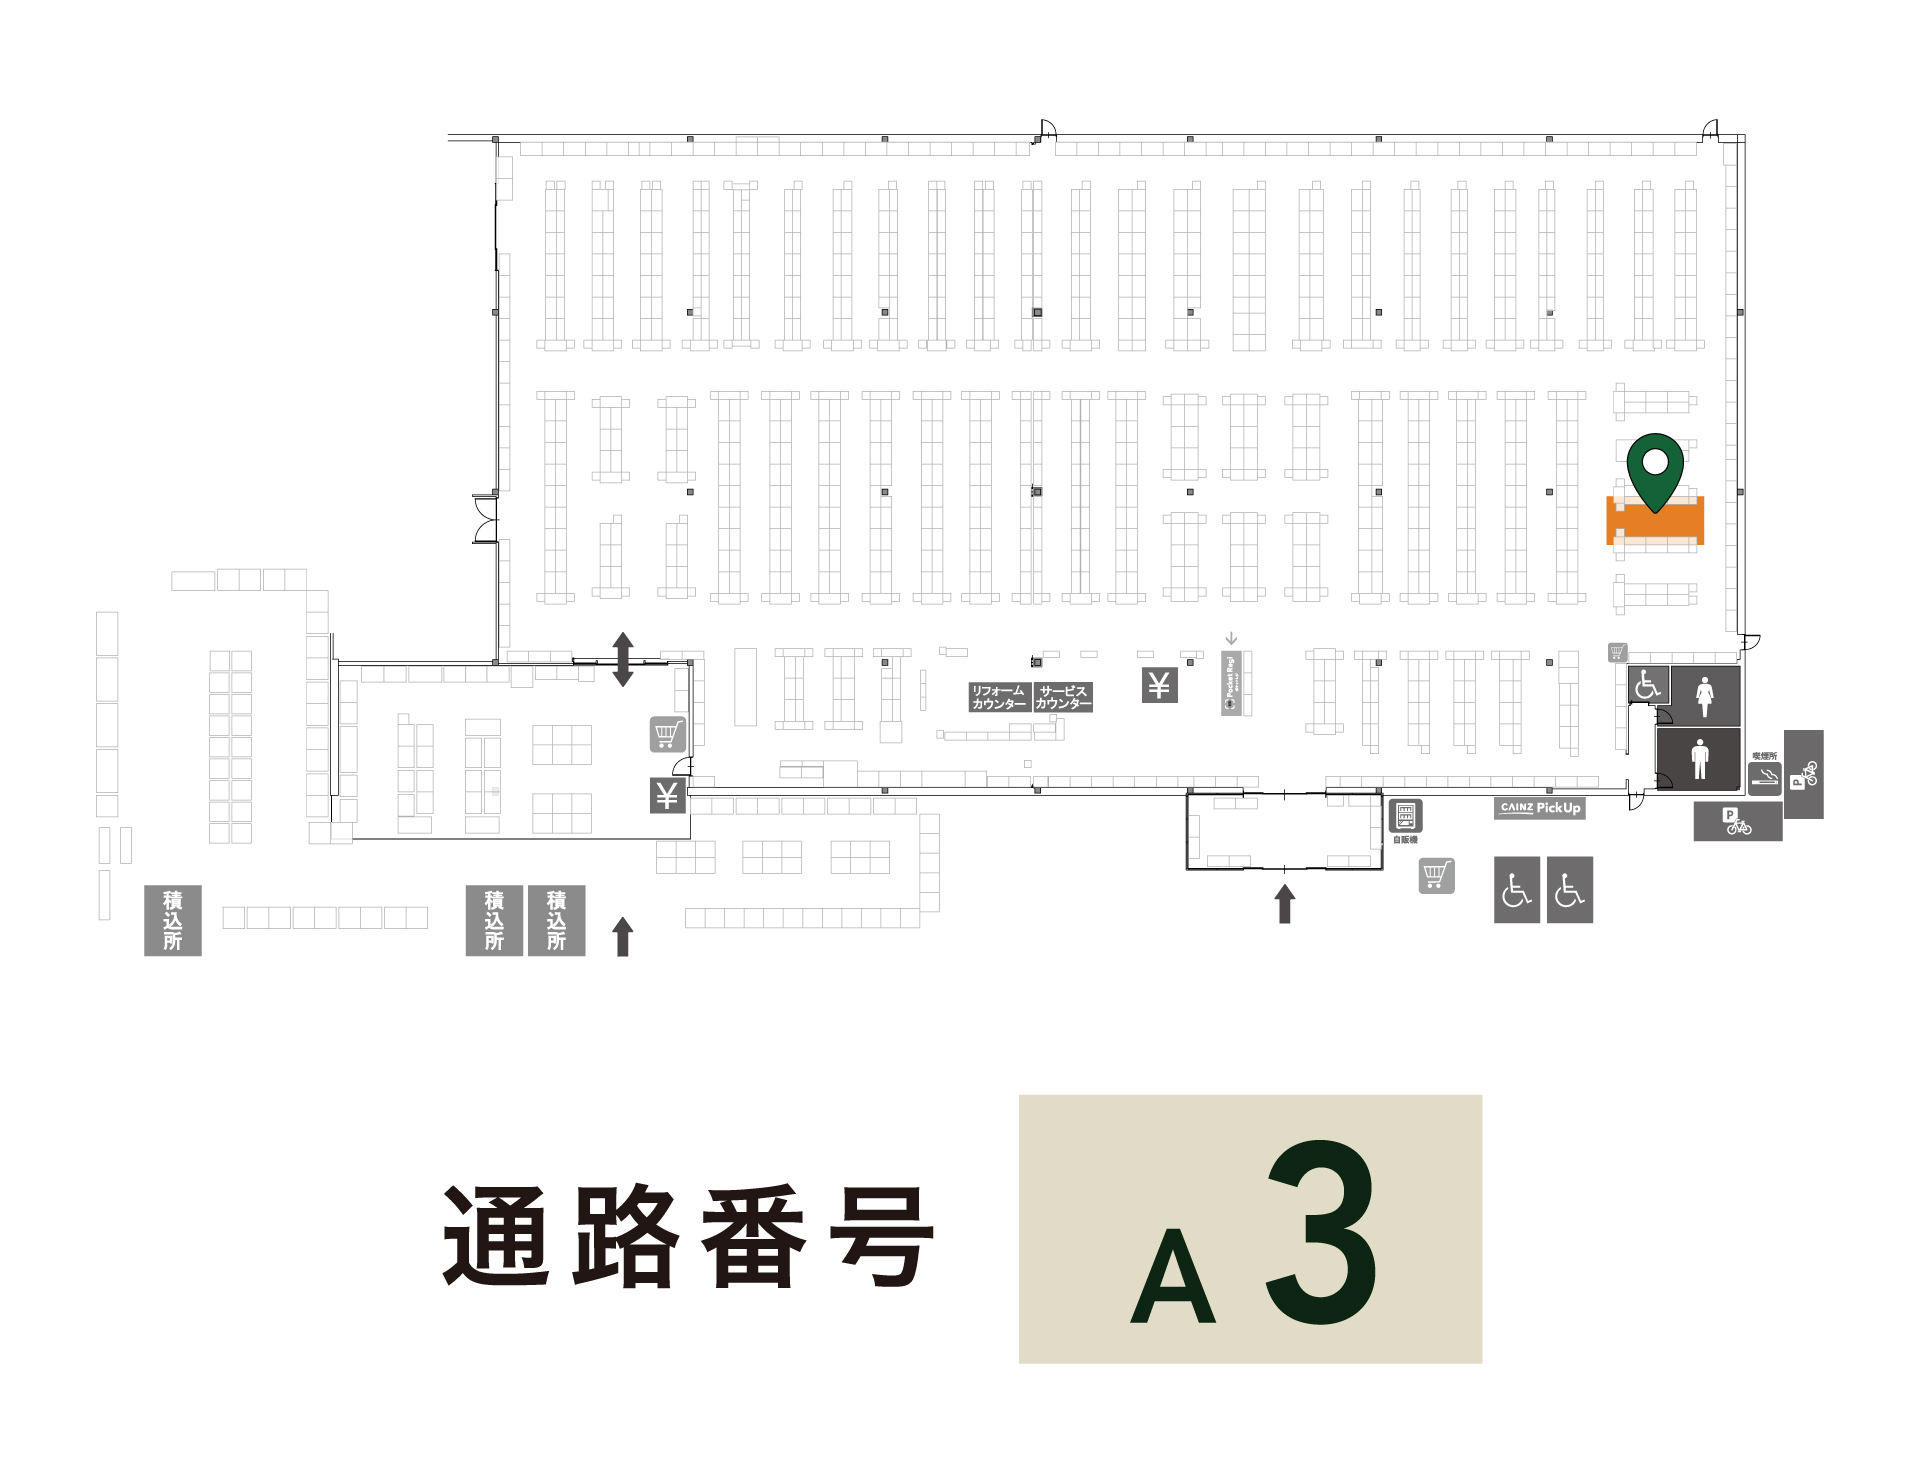 リフォーム
カウンター
サービス
カウンター
¥
Pocket Regi
¥
喫煙所
P
P
CAINZ PickUp
自販機
積込所
積込所
積込所
通路番号
A 3